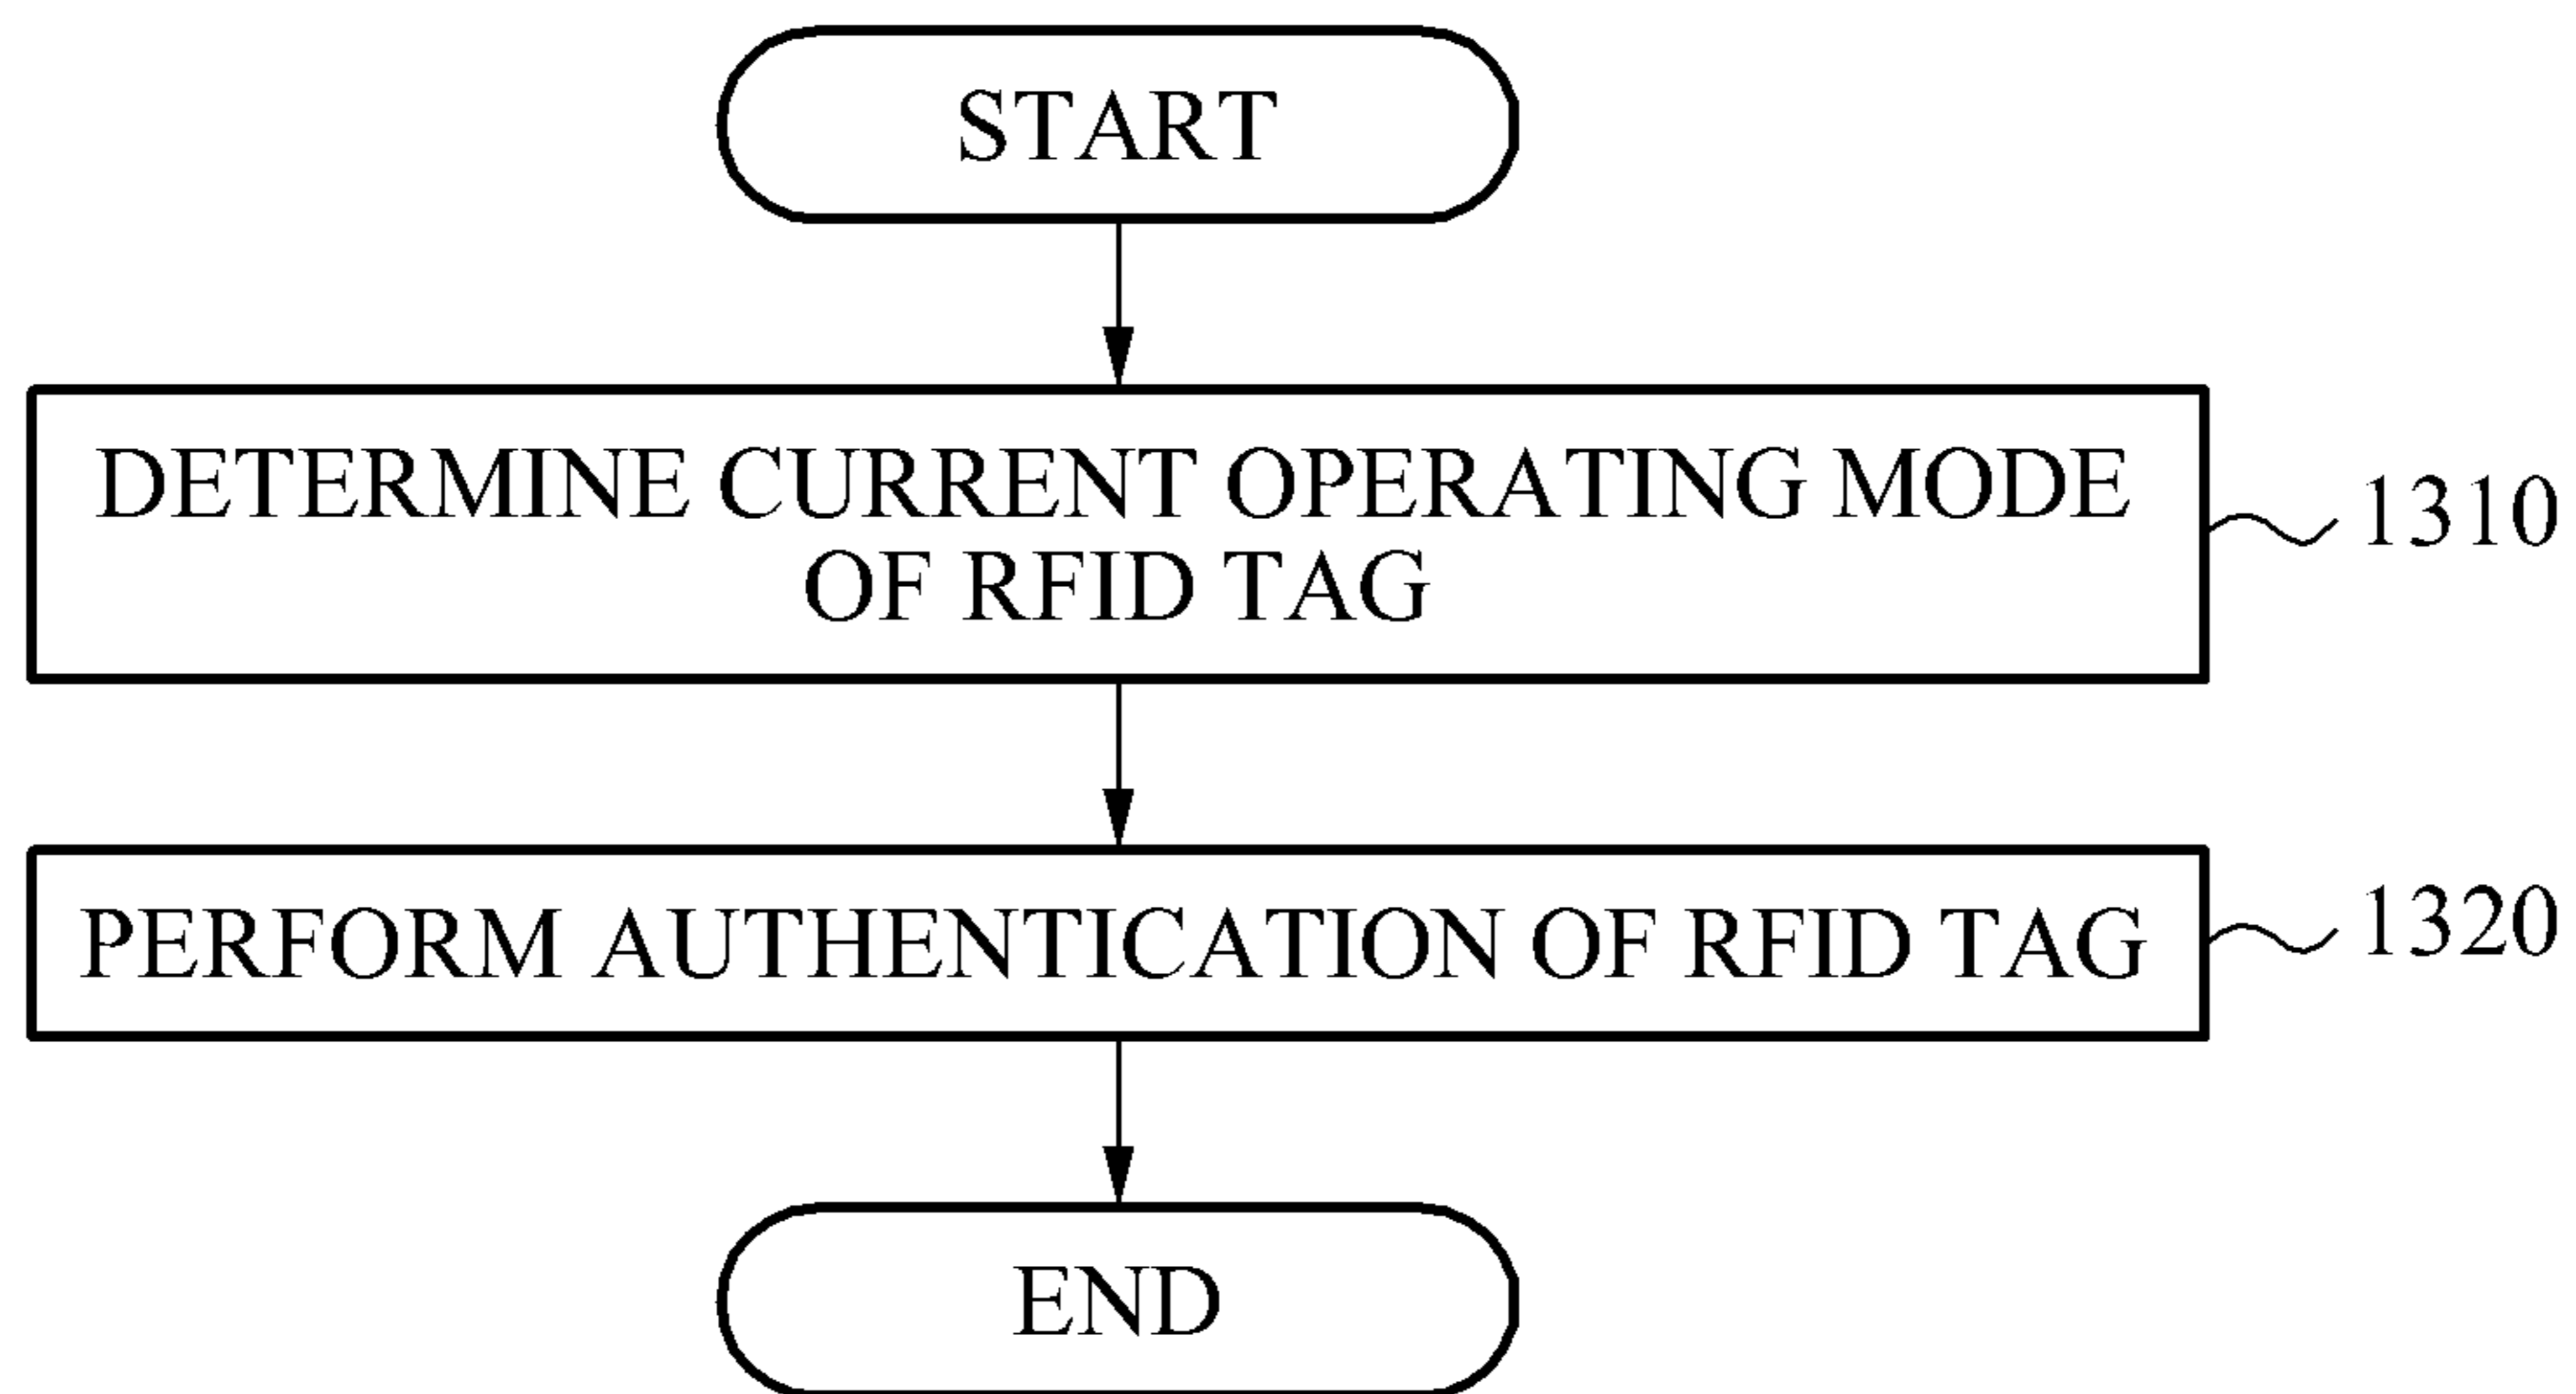 START
DETERMINE CURRENT OPERATING MODE
OF RFID TAG
1310
PERFORM AUTHENTICATION OF RFID TAG
1320
END